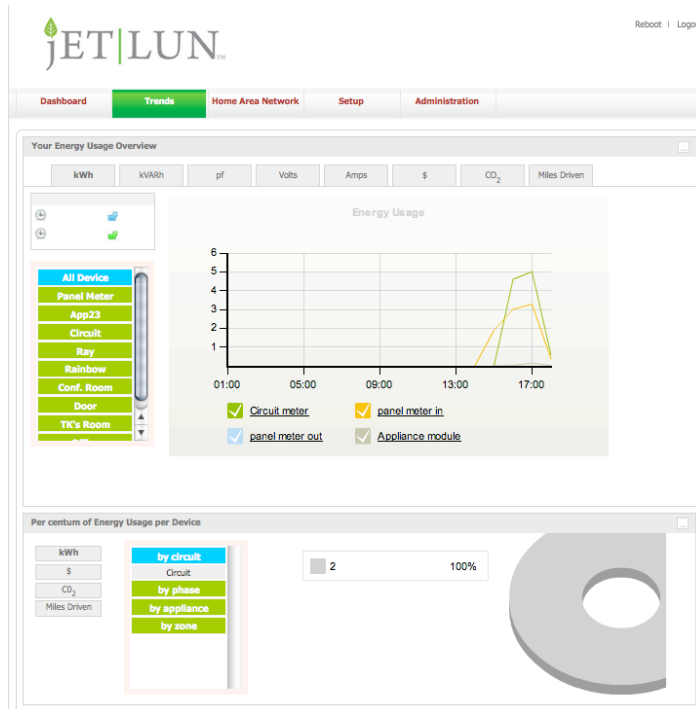 Reboot | Logo
jET|LUN™
Dashboard Trends Home Area Network Setup Administration
Your Energy Usage Overview
kWh kVARh pf Volts Amps $ CO2 Miles Driven
Energy Usage
All Device
Panel Meter
App23
Circuit
Ray
Rainbow
Conf. Room
Door
TK's Room
6
5
4
3
2
1
01:00 05:00 09:00 13:00 17:00
Circuit meter panel meter in
panel meter out Appliance module
Per centum of Energy Usage per Device
kWh
$
CO2
Miles Driven
by circuit
Circuit
by phase
by appliance
by zone
2 100%